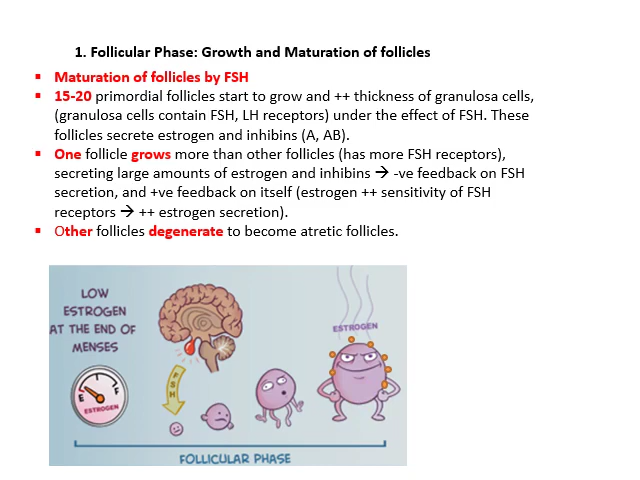 1. Follicular Phase: Growth and Maturation of follicles
▪ Maturation of follicles by FSH
▪ 15-20 primordial follicles start to grow and ++ thickness of granulosa cells,
(granulosa cells contain FSH, LH receptors) under the effect of FSH. These
follicles secrete estrogen and inhibins (A, AB).
▪ One follicle grows more than other follicles (has more FSH receptors),
secreting large amounts of estrogen and inhibins → -ve feedback on FSH
secretion, and +ve feedback on itself (estrogen ++ sensitivity of FSH
receptors → ++ estrogen secretion).
▪ Other follicles degenerate to become atretic follicles.
LOW
ESTROGEN
AT THE END OF
MENSES
E F
ESTROGEN
FSH
ESTROGEN
FOLLICULAR PHASE